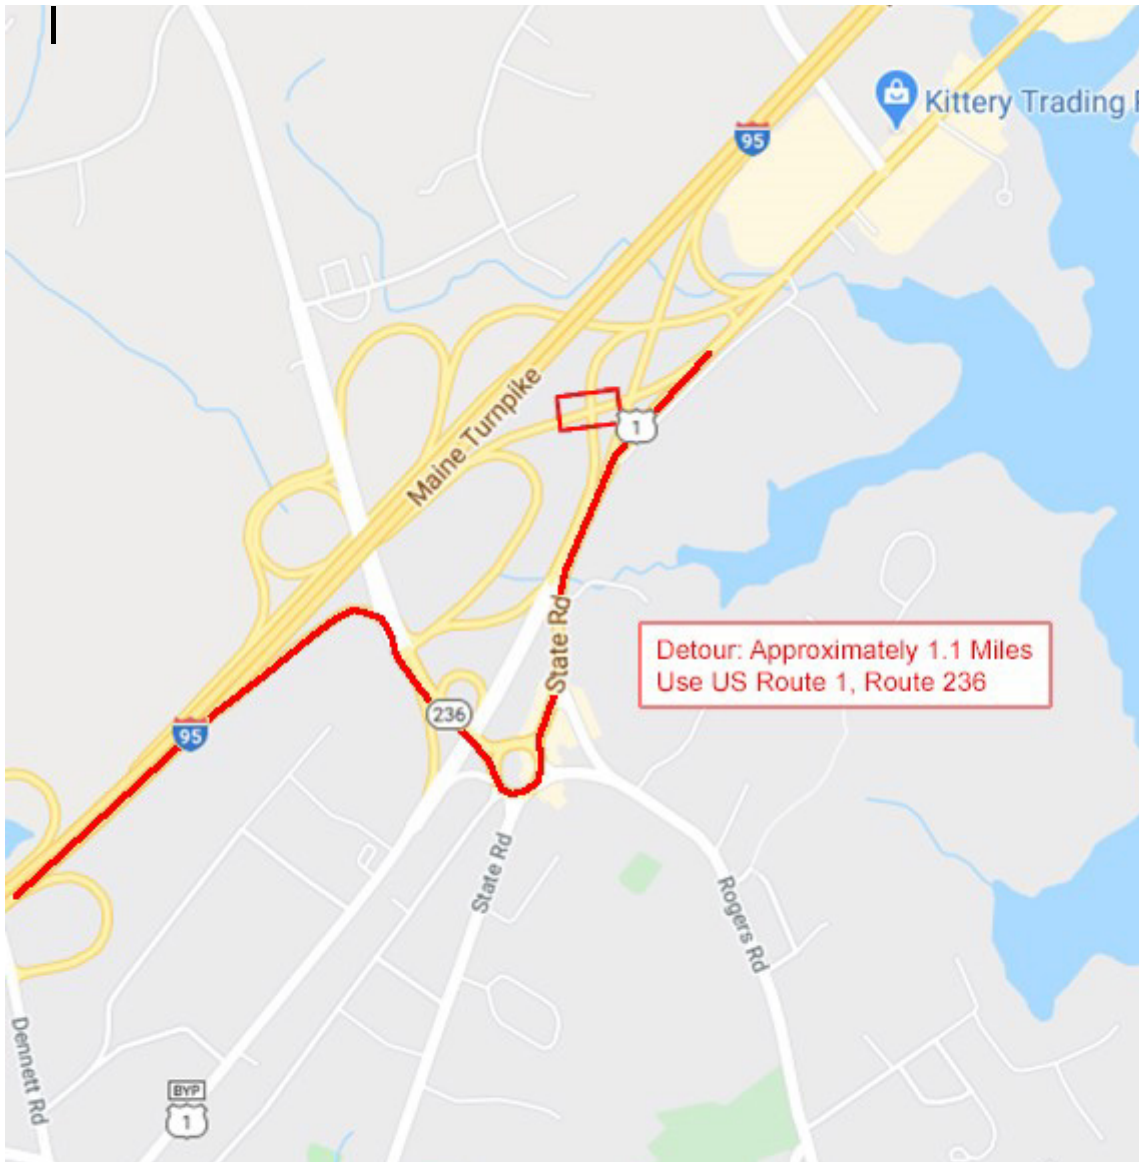 95
Kittery Trading
Maine Turnpike
1
State Rd
Detour: Approximately 1.1 Miles
Use US Route 1, Route 236
236
95
State Rd
Rogers Rd
Dennett Rd
BYP
1